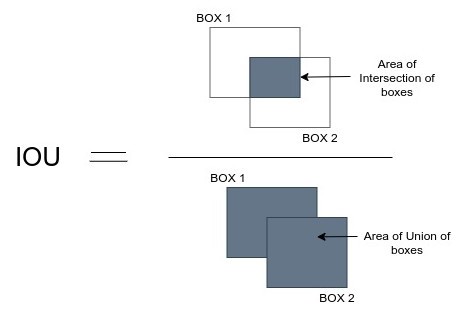 BOX 1
Area of
Intersection of
boxes
BOX 2
IOU =
BOX 1
Area of Union of
boxes
BOX 2